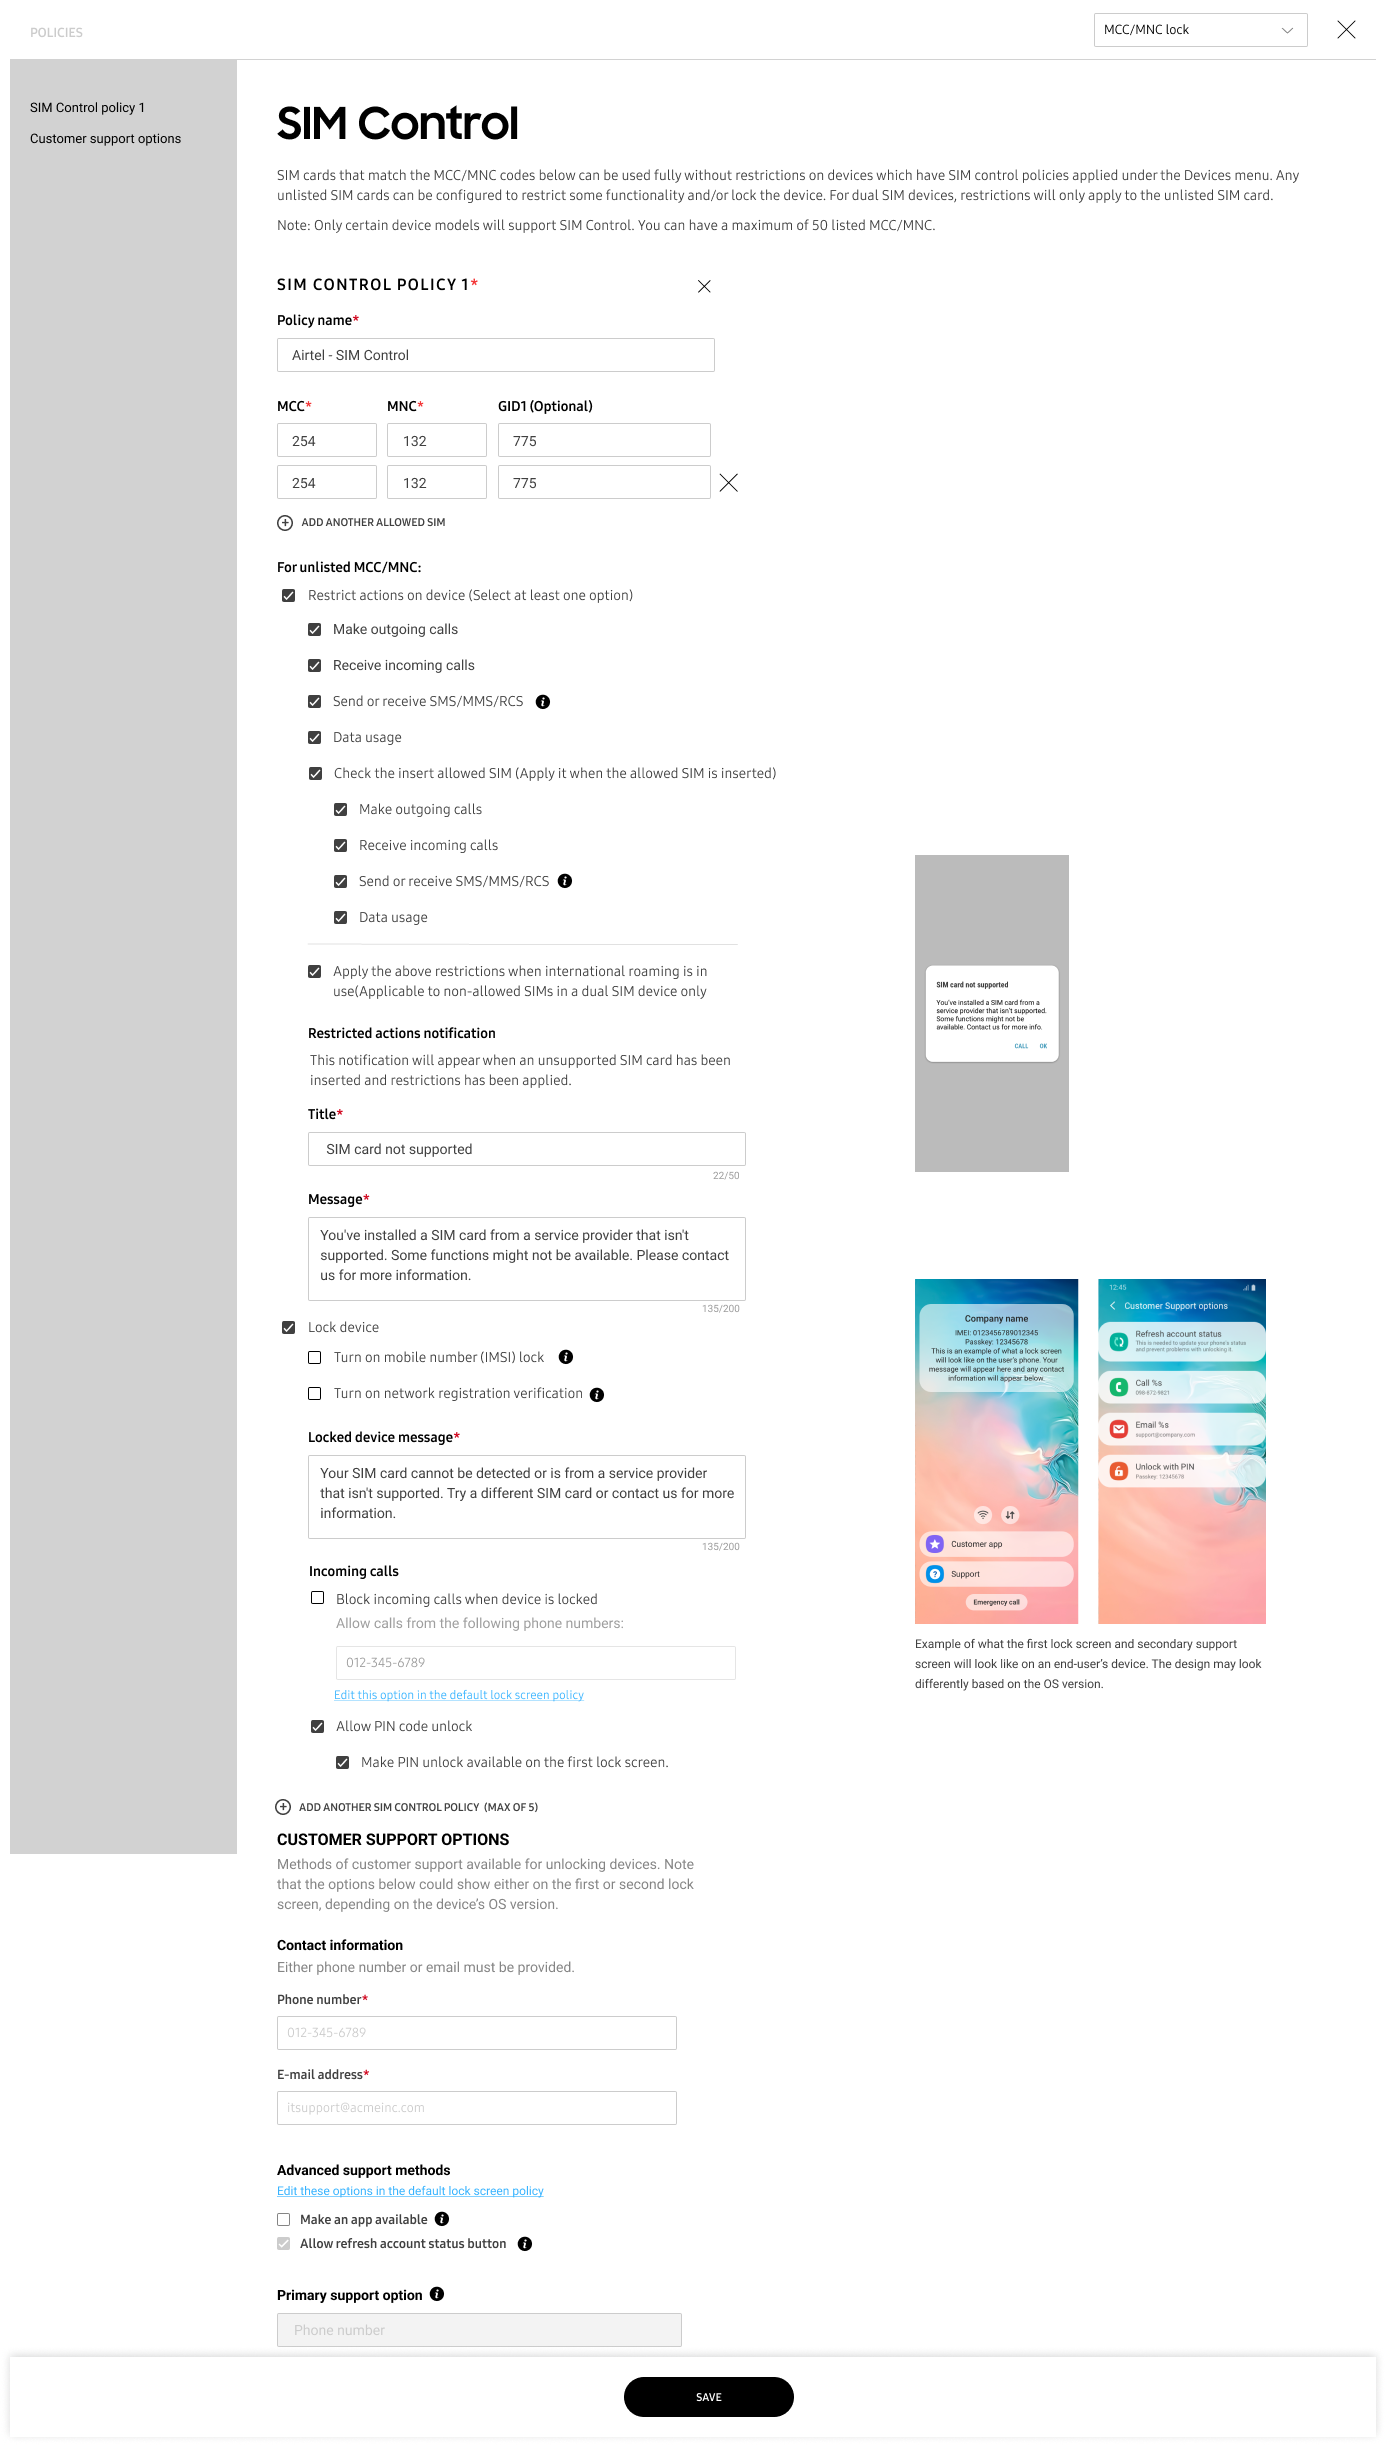 POLICIES
MCC/MNC lock
SIM Control policy 1
Customer support options
SIM Control
SIM cards that match the MCC/MNC codes below can be used fully without restrictions on devices which have SIM control policies applied under the Devices menu. Any
unlisted SIM cards can be configured to restrict some functionality and/or lock the device. For dual SIM devices, restrictions will only apply to the unlisted SIM card.
Note: Only certain device models will support SIM Control. You can have a maximum of 50 listed MCC/MNC.
SIM CONTROL POLICY 1*
Policy name*
Airtel - SIM Control
MCC* MNC* GID1 (Optional)
254 132 775
254 132 775
ADD ANOTHER ALLOWED SIM
For unlisted MCC/MNC:
Restrict actions on device (Select at least one option)
Make outgoing calls
Receive incoming calls
Send or receive SMS/MMS/RCS
Data usage
Check the insert allowed SIM (Apply it when the allowed SIM is inserted)
Make outgoing calls
Receive incoming calls
Send or receive SMS/MMS/RCS
Data usage
Apply the above restrictions when international roaming is in
use(Applicable to non-allowed SIMs in a dual SIM device only
Restricted actions notification
This notification will appear when an unsupported SIM card has been
inserted and restrictions has been applied.
Title*
SIM card not supported
22/50
Message*
You've installed a SIM card from a service provider that isn't
supported. Some functions might not be available. Please contact
us for more information.
135/200
SIM card not supported
You've installed a SIM card from a
service provider that isn't supported.
Some functions might not be
available. Contact us for more info.
CALL OK
Lock device
Turn on mobile number (IMSI) lock
Turn on network registration verification
Locked device message*
Your SIM card cannot be detected or is from a service provider
that isn't supported. Try a different SIM card or contact us for more
information.
135/200
Incoming calls
Block incoming calls when device is locked
Allow calls from the following phone numbers:
012-345-6789
Edit this option in the default lock screen policy
Allow PIN code unlock
Make PIN unlock available on the first lock screen.
Company name
IMEI: 0123456789012345
Passkey: 12345678
This is an example of what a lock screen
will look like on the user's phone. Your
message will appear here and any contact
information will appear below.
Customer app
Support
Emergency call
12:45
Customer Support options
Refresh account status
This is needed to update your phone's status
and prevent problems with unlocking it.
Call %s
098-872-9821
Email %s
support@company.com
Unlock with PIN
Passkey: 12345678
Example of what the first lock screen and secondary support
screen will look like on an end-user's device. The design may look
differently based on the OS version.
ADD ANOTHER SIM CONTROL POLICY (MAX OF 5)
CUSTOMER SUPPORT OPTIONS
Methods of customer support available for unlocking devices. Note
that the options below could show either on the first or second lock
screen, depending on the device's OS version.
Contact information
Either phone number or email must be provided.
Phone number*
012-345-6789
E-mail address*
itsupport@acmeinc.com
Advanced support methods
Edit these options in the default lock screen policy
Make an app available
Allow refresh account status button
Primary support option
Phone number
SAVE